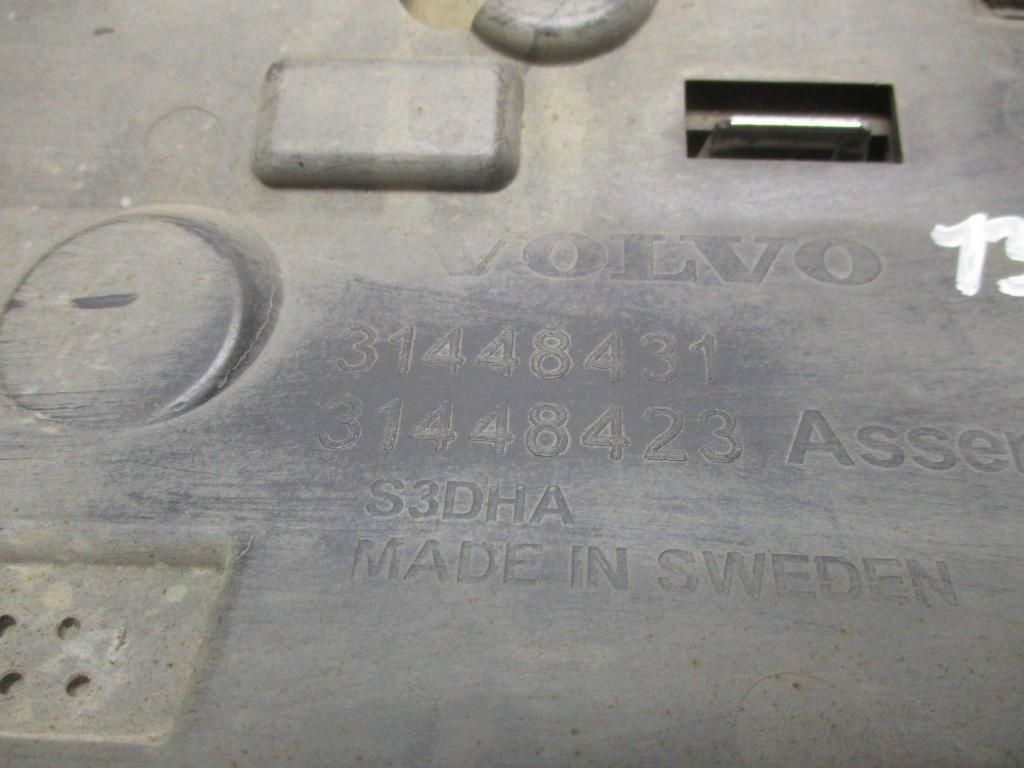 VOLVO
31448431
31448423
S3DHA
MADE IN SWEDEN